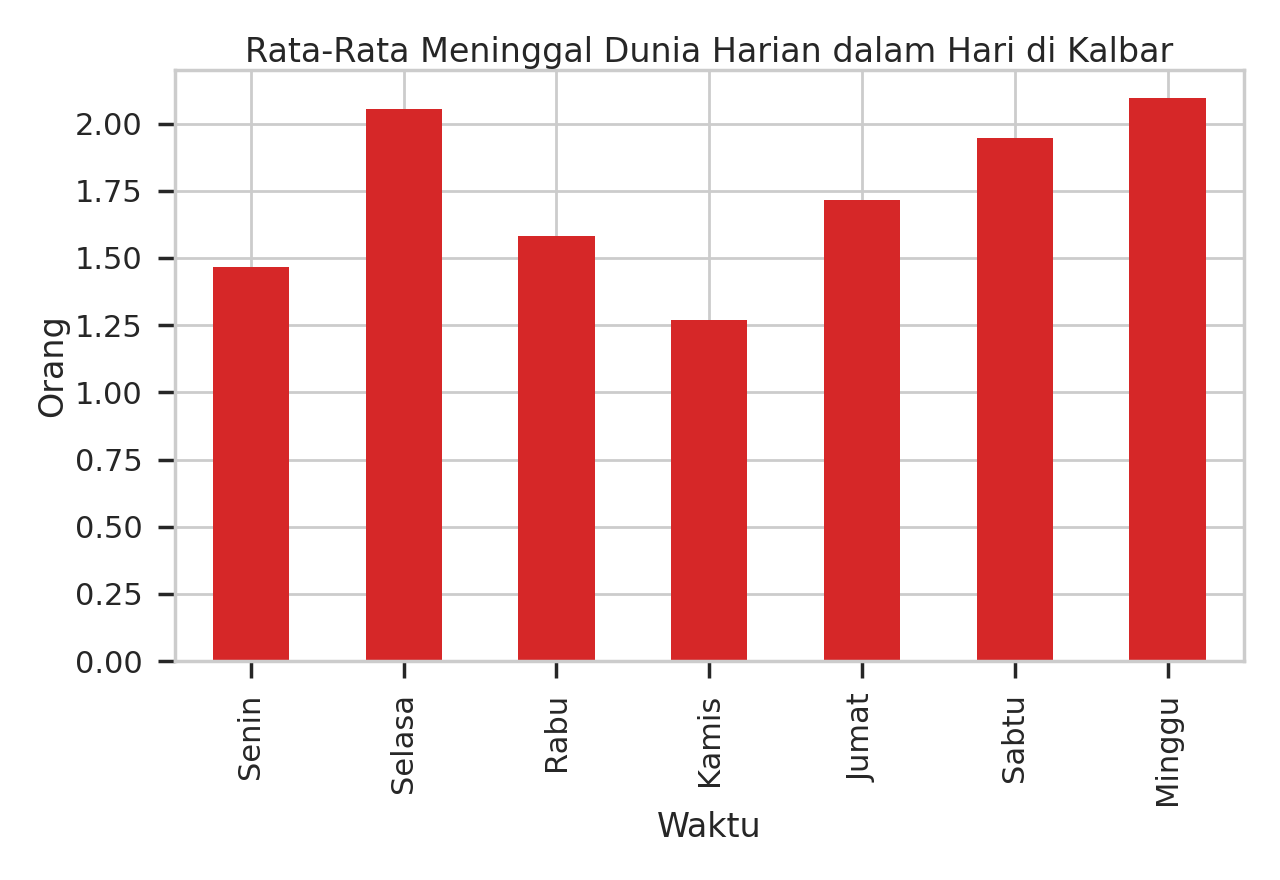 Rata-Rata Meninggal Dunia Harian dalam Hari di Kalbar
2.00
1.75
1.50
1.25
1.00
0.75
0.50
0.25
0.00
Orang
Senin
Selasa
Rabu
Kamis
Jumat
Sabtu
Minggu
Waktu